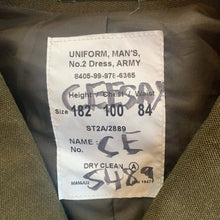 UNIFORM, MAN'S,
No.2 Dress, ARMY
8405-99-978-6365
Height / Chest / Waist
Size 182 100 84
ST2A/2889
NAME: CE
No. 5489
DRY CLEAN A